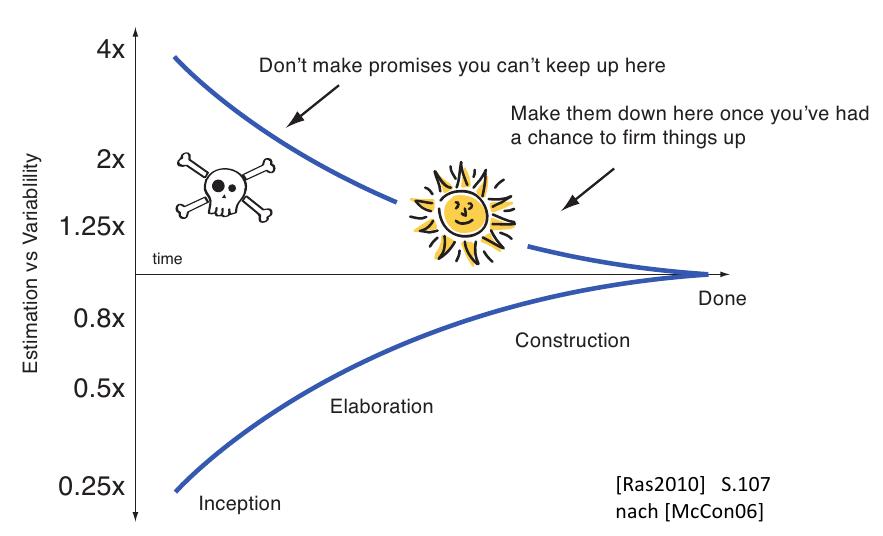 4x
Don't make promises you can't keep up here
Make them down here once you've had
a chance to firm things up
2x
1.25x
Estimation vs Variability
time
Done
0.8x
Construction
0.5x
Elaboration
0.25x
Inception
[Ras2010] S.107
nach [McCon06]